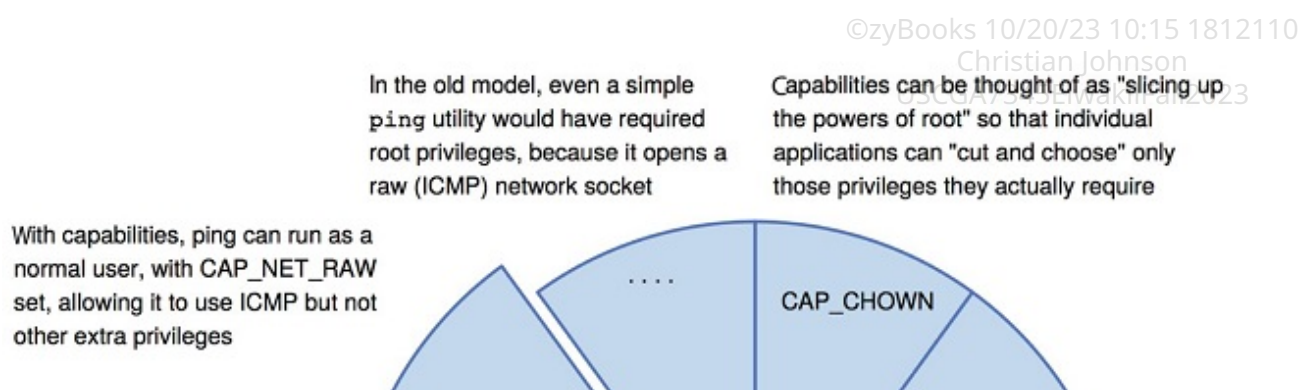 ©zyBooks 10/20/23 10:15 1812110
Christian Johnson
In the old model, even a simple
ping utility would have required
root privileges, because it opens a
raw (ICMP) network socket
Capabilities can be thought of as "slicing up
the powers of root" so that individual
applications can "cut and choose" only
those privileges they actually require
With capabilities, ping can run as a
normal user, with CAP_NET_RAW
set, allowing it to use ICMP but not
other extra privileges
....
CAP_CHOWN